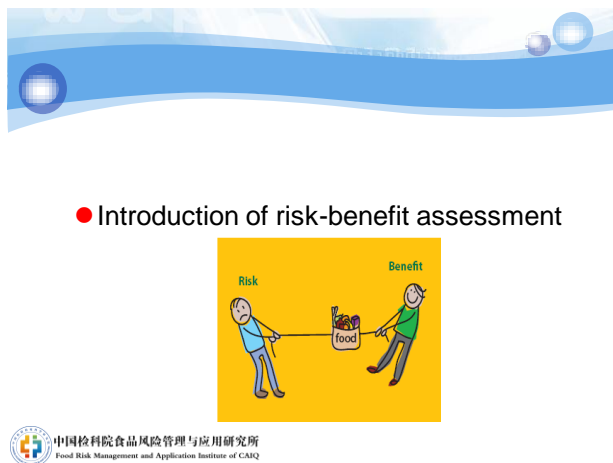 Introduction of risk-benefit assessment
Benefit
Risk
food
中国检科院食品风险管理与应用研究所
Food Risk Management and Application Institute of CAIQ